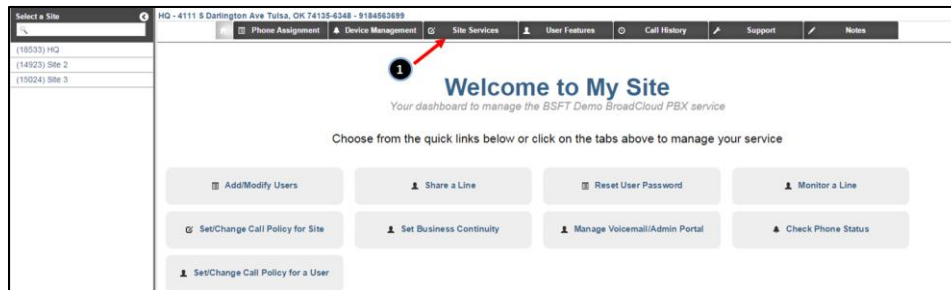 Select a Site
HQ - 4111 S Darlington Ave Tulsa, OK 74135-6348 - 9184563699
Phone Assignment Device Management Site Services User Features Call History Support Notes
(18533) HQ
(14923) Site 2
(15024) Site 3
1
Welcome to My Site
Your dashboard to manage the BSFT Demo BroadCloud PBX service
Choose from the quick links below or click on the tabs above to manage your service
Add/Modify Users
Share a Line
Reset User Password
Monitor a Line
Set/Change Call Policy for Site
Set Business Continuity
Manage Voicemail/Admin Portal
Check Phone Status
Set/Change Call Policy for a User